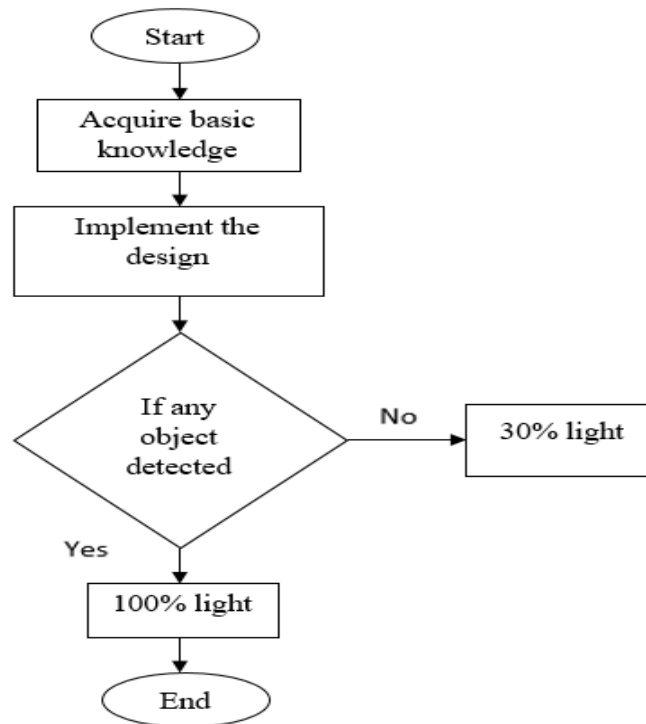 Start
Acquire basic
knowledge
Implement the
design
If any
object
detected
No
30% light
Yes
100% light
End